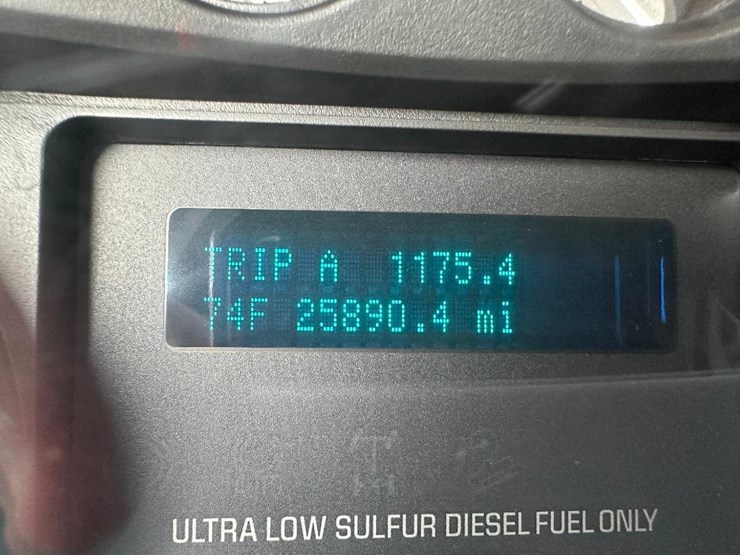 TRIP A 1175.4
74F 25890.4 mi
ULTRA LOW SULFUR DIESEL FUEL ONLY